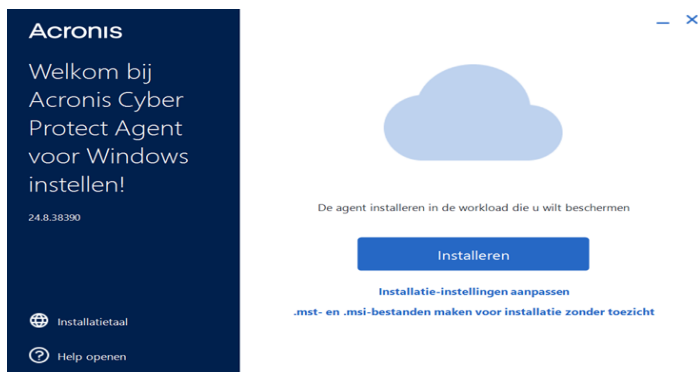 Acronis
Welkom bij
Acronis Cyber
Protect Agent
voor Windows
instellen!
24.8.38390
Installatietaal
Help openen
De agent installeren in de workload die u wilt beschermen
Installeren
Installatie-instellingen aanpassen
.mst- en .msi-bestanden maken voor installatie zonder toezicht